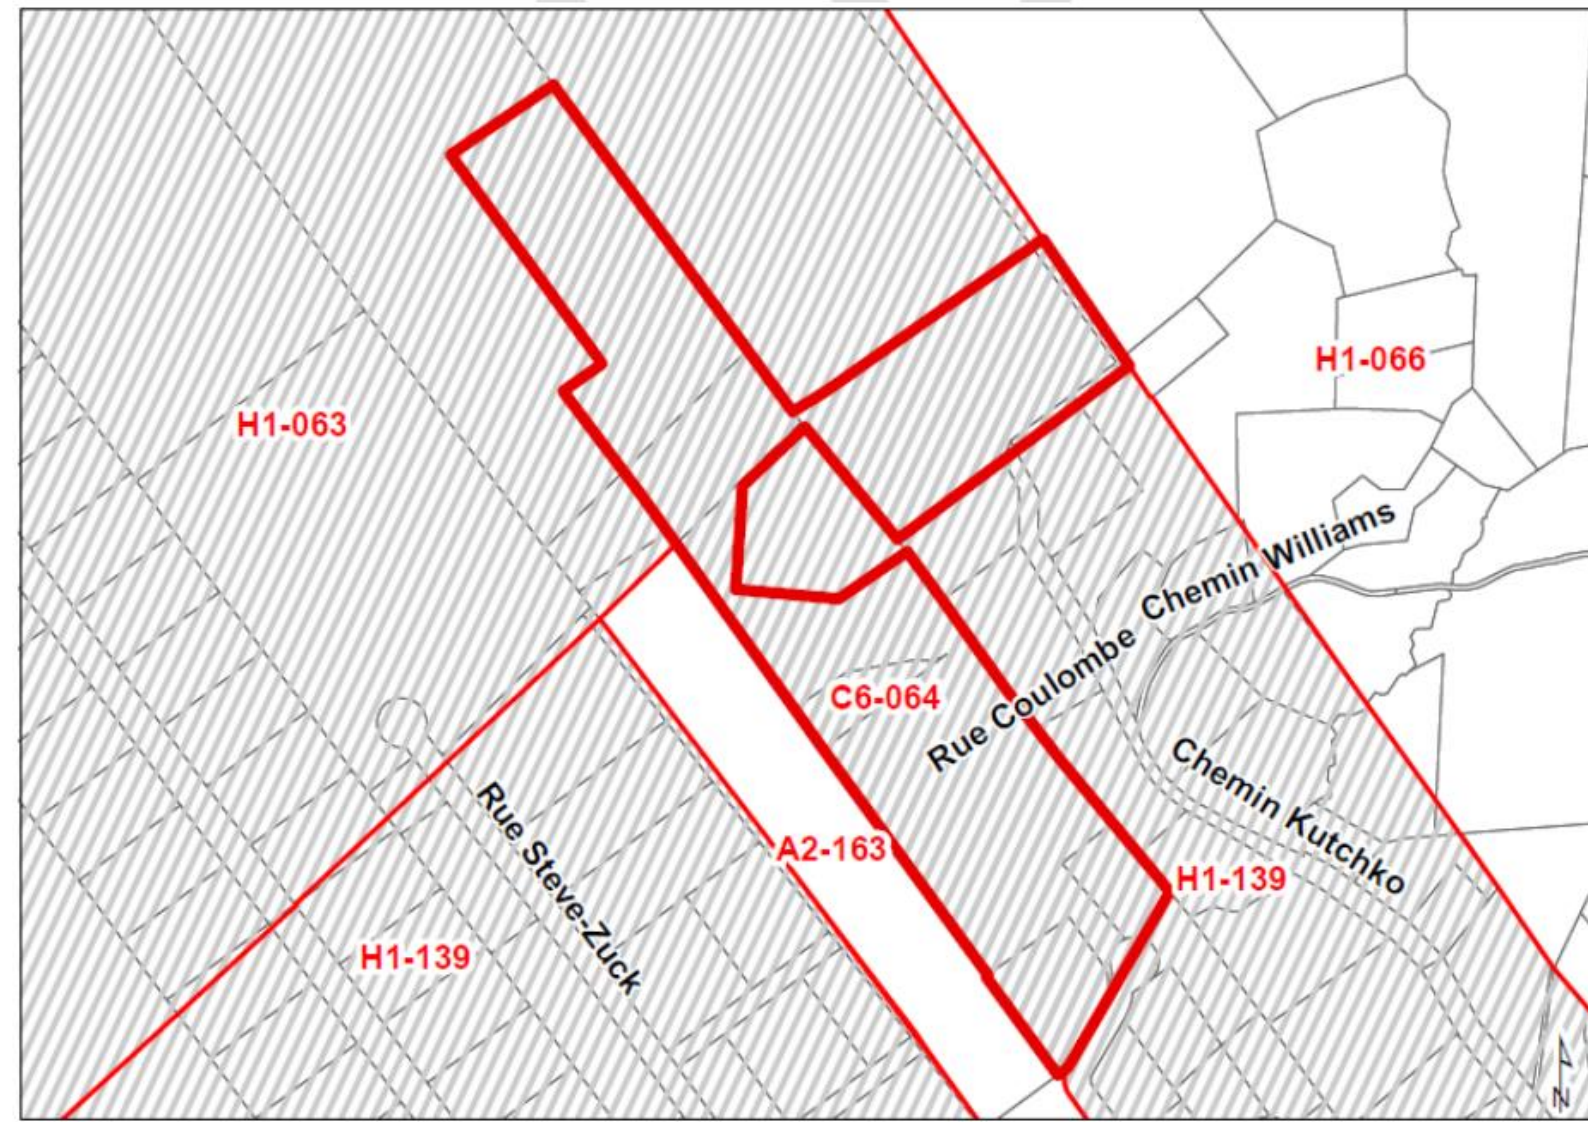 H1-066
H1-063
Chemin Williams
Rue Coulombe
C6-064
Chemin Kutchko
Rue Steve-Zuck
A2-163
H1-139
H1-139
N